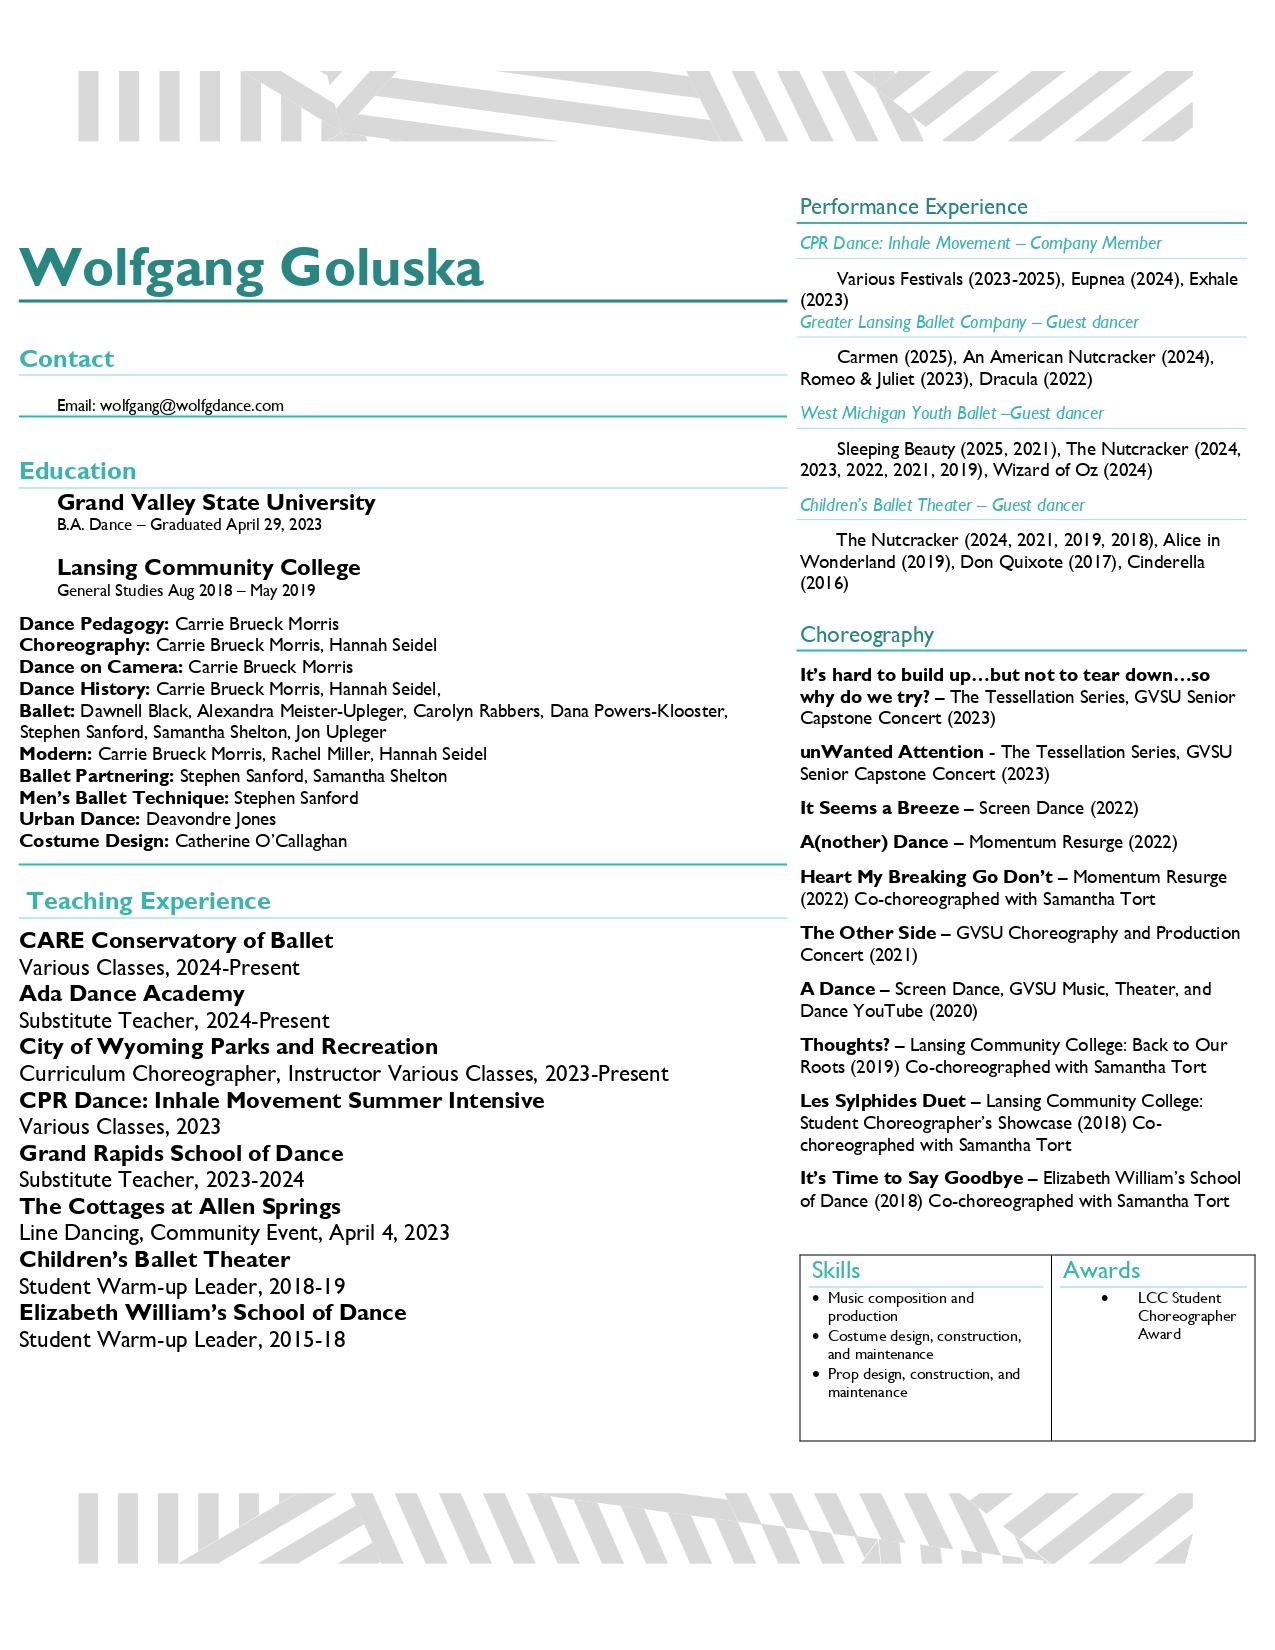 Wolfgang Goluska
Contact
Email: wolfgang@wolfgdance.com
Education
Grand Valley State University
B.A. Dance – Graduated April 29, 2023
Lansing Community College
General Studies Aug 2018 – May 2019
Dance Pedagogy: Carrie Brueck Morris
Choreography: Carrie Brueck Morris, Hannah Seidel
Dance on Camera: Carrie Brueck Morris
Dance History: Carrie Brueck Morris, Hannah Seidel,
Ballet: Dawnell Black, Alexandra Meister-Upleger, Carolyn Rabbers, Dana Powers-Klooster,
Stephen Sanford, Samantha Shelton, Jon Upleger
Modern: Carrie Brueck Morris, Rachel Miller, Hannah Seidel
Ballet Partnering: Stephen Sanford, Samantha Shelton
Men's Ballet Technique: Stephen Sanford
Urban Dance: Deavondre Jones
Costume Design: Catherine O'Callaghan
Teaching Experience
CARE Conservatory of Ballet
Various Classes, 2024-Present
Ada Dance Academy
Substitute Teacher, 2024-Present
City of Wyoming Parks and Recreation
Curriculum Choreographer, Instructor Various Classes, 2023-Present
CPR Dance: Inhale Movement Summer Intensive
Various Classes, 2023
Grand Rapids School of Dance
Substitute Teacher, 2023-2024
The Cottages at Allen Springs
Line Dancing, Community Event, April 4, 2023
Children's Ballet Theater
Student Warm-up Leader, 2018-19
Elizabeth William's School of Dance
Student Warm-up Leader, 2015-18
Performance Experience
CPR Dance: Inhale Movement – Company Member
Various Festivals (2023-2025), Eupnea (2024), Exhale
(2023)
Greater Lansing Ballet Company – Guest dancer
Carmen (2025), An American Nutcracker (2024),
Romeo & Juliet (2023), Dracula (2022)
West Michigan Youth Ballet –Guest dancer
Sleeping Beauty (2025, 2021), The Nutcracker (2024,
2023, 2022, 2021, 2019), Wizard of Oz (2024)
Children's Ballet Theater – Guest dancer
The Nutcracker (2024, 2021, 2019, 2018), Alice in
Wonderland (2019), Don Quixote (2017), Cinderella
(2016)
Choreography
It's hard to build up…but not to tear down…so
why do we try? – The Tessellation Series, GVSU Senior
Capstone Concert (2023)
unWanted Attention - The Tessellation Series, GVSU
Senior Capstone Concert (2023)
It Seems a Breeze – Screen Dance (2022)
A(nother) Dance – Momentum Resurge (2022)
Heart My Breaking Go Don't – Momentum Resurge
(2022) Co-choreographed with Samantha Tort
The Other Side – GVSU Choreography and Production
Concert (2021)
A Dance – Screen Dance, GVSU Music, Theater, and
Dance YouTube (2020)
Thoughts? – Lansing Community College: Back to Our
Roots (2019) Co-choreographed with Samantha Tort
Les Sylphides Duet – Lansing Community College:
Student Choreographer's Showcase (2018) Co-
choreographed with Samantha Tort
It's Time to Say Goodbye – Elizabeth William's School
of Dance (2018) Co-choreographed with Samantha Tort
Skills
• Music composition and
production
• Costume design, construction,
and maintenance
• Prop design, construction, and
maintenance
Awards
• LCC Student
Choreographer
Award